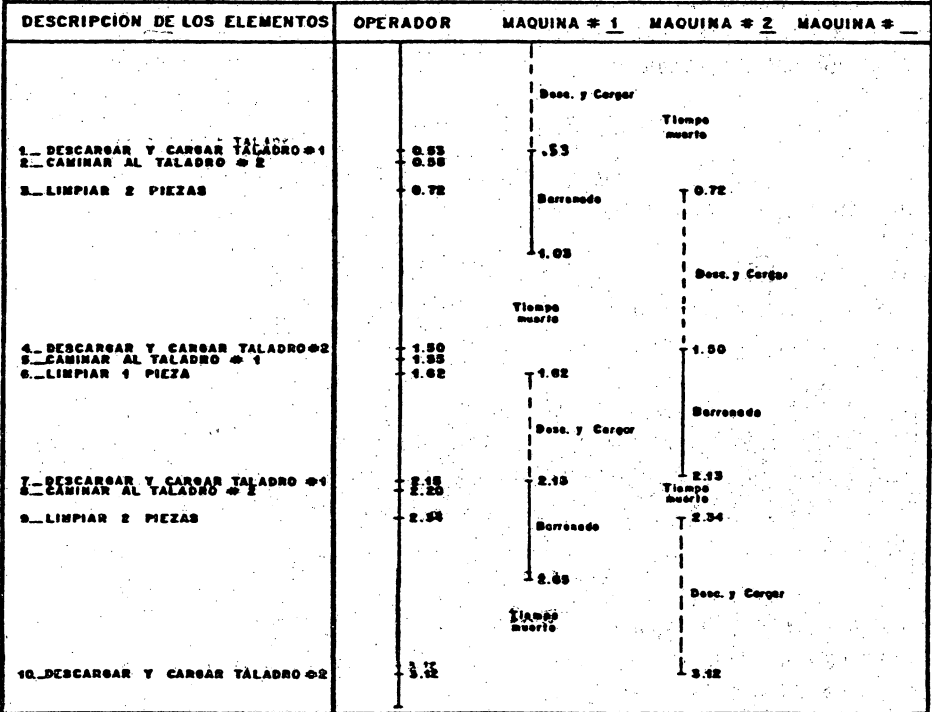 DESCRIPCION DE LOS ELEMENTOS OPERADOR MAQUINA # 1 MAQUINA # 2 MAQUINA # _
Desc. y Cargar
Tiempo
muerto
1._ DESCARGAR Y CARGAR TALADRO #1 0.53 .53
2._ CAMINAR AL TALADRO # 2 0.58
3._ LIMPIAR 2 PIEZAS 0.72 0.72
Barrenado
1.03
Desc. y Cargar
Tiempo
muerto
4._ DESCARGAR Y CARGAR TALADRO #2 1.50 1.50
5._ CAMINAR AL TALADRO # 1 1.55
6._ LIMPIAR 1 PIEZA 1.62 1.62
Barrenado
Desc. y Cargar
2.13
7._ DESCARGAR Y CARGAR TALADRO #1 2.15 2.15
8._ CAMINAR AL TALADRO # 2 2.20
Tiempo
muerto
9._ LIMPIAR 2 PIEZAS 2.34 2.34
Barrenado
2.65
Desc. y Cargar
Tiempo
muerto
10._ DESCARGAR Y CARGAR TALADRO #2 3.12 3.12